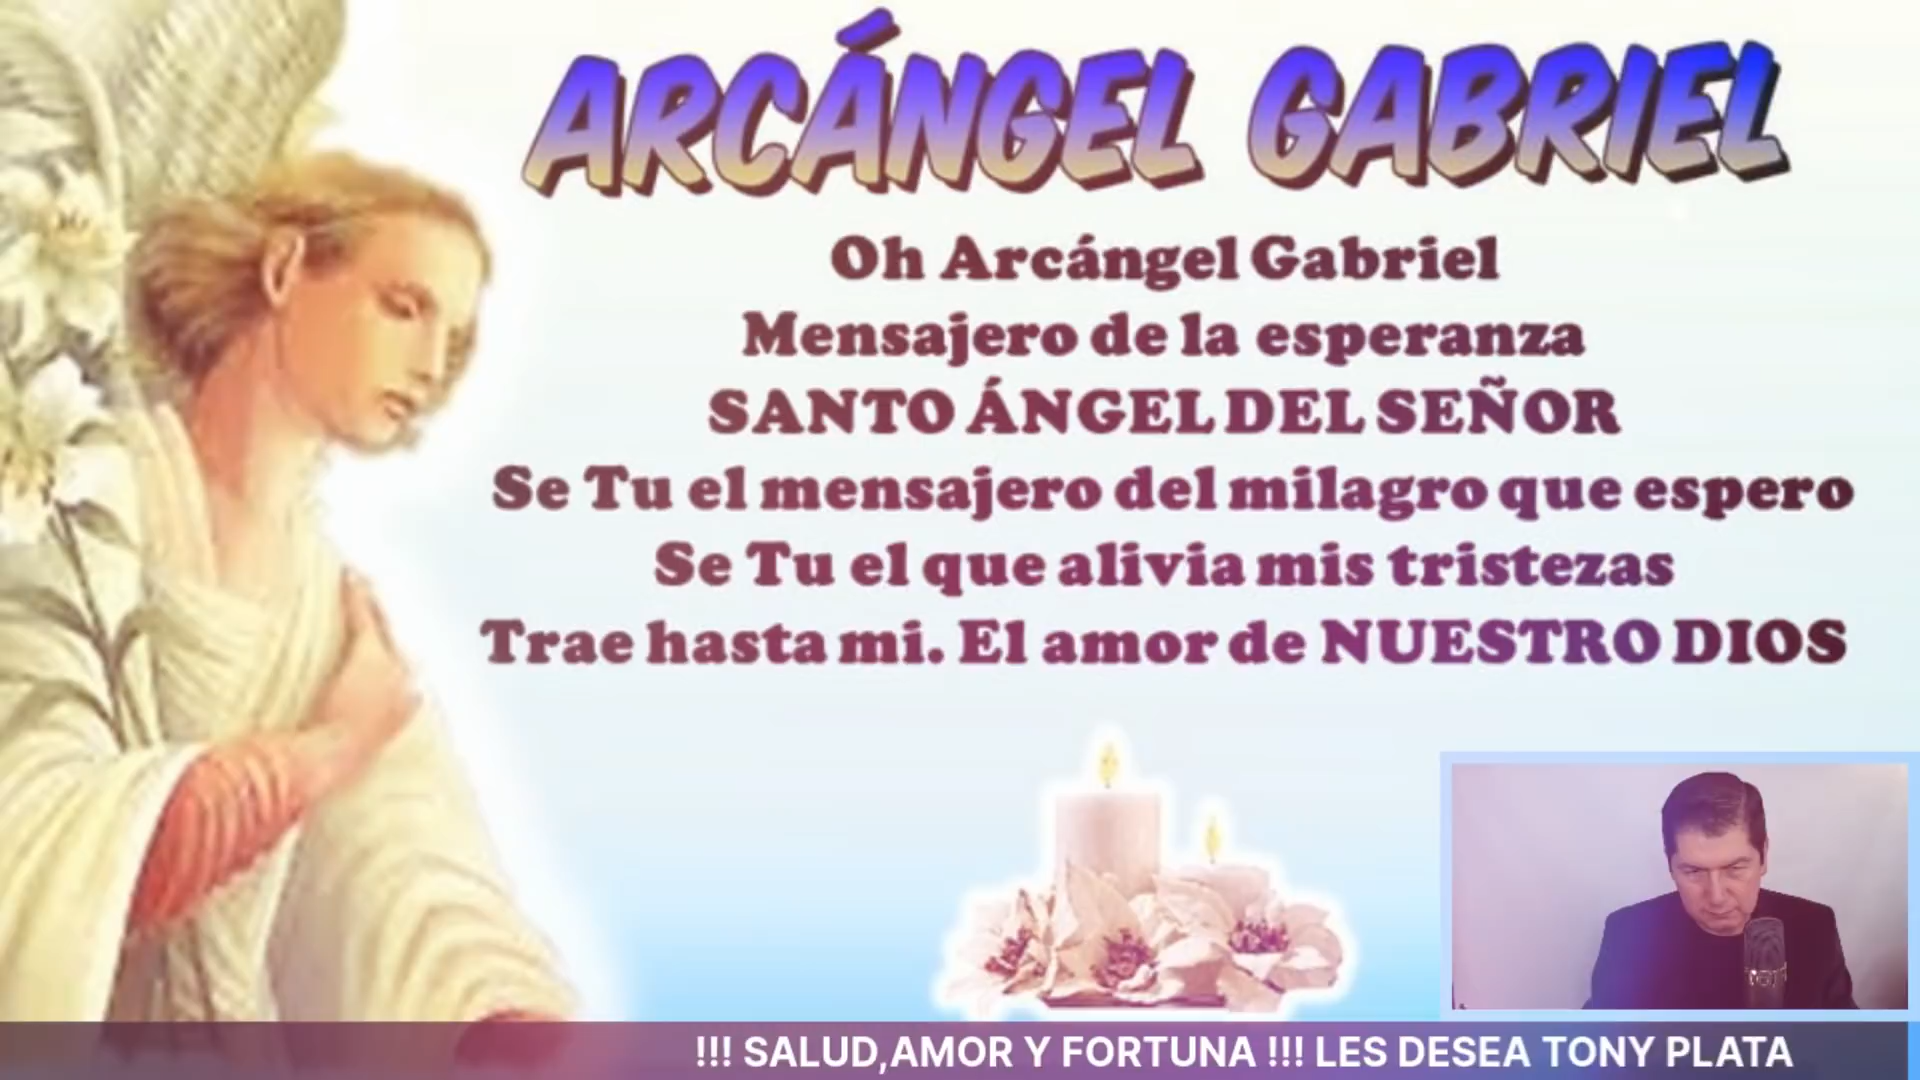 ARCÁNGEL GABRIEL
Oh Arcángel Gabriel
Mensajero de la esperanza
SANTO ÁNGEL DEL SEÑOR
Se Tu el mensajero del milagro que espero
Se Tu el que alivia mis tristezas
Trae hasta mi. El amor de NUESTRO DIOS
!!! SALUD,AMOR Y FORTUNA !!! LES DESEA TONY PLATA